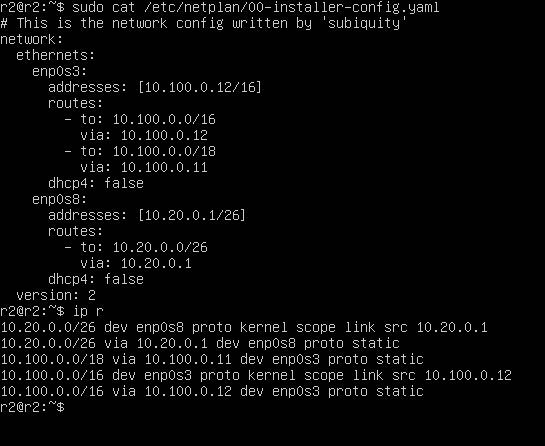 r2@r2:~$ sudo cat /etc/netplan/00-installer-config.yaml
# This is the network config written by 'subiquity'
network:
  ethernets:
    enp0s3:
      addresses: [10.100.0.12/16]
      routes:
        - to: 10.100.0.0/16
          via: 10.100.0.12
        - to: 10.100.0.0/18
          via: 10.100.0.11
      dhcp4: false
    enp0s8:
      addresses: [10.20.0.1/26]
      routes:
        - to: 10.20.0.0/26
          via: 10.20.0.1
      dhcp4: false
  version: 2
r2@r2:~$ ip r
10.20.0.0/26 dev enp0s8 proto kernel scope link src 10.20.0.1
10.20.0.0/26 via 10.20.0.1 dev enp0s8 proto static
10.100.0.0/18 via 10.100.0.11 dev enp0s3 proto static
10.100.0.0/16 dev enp0s3 proto kernel scope link src 10.100.0.12
10.100.0.0/16 via 10.100.0.12 dev enp0s3 proto static
r2@r2:~$